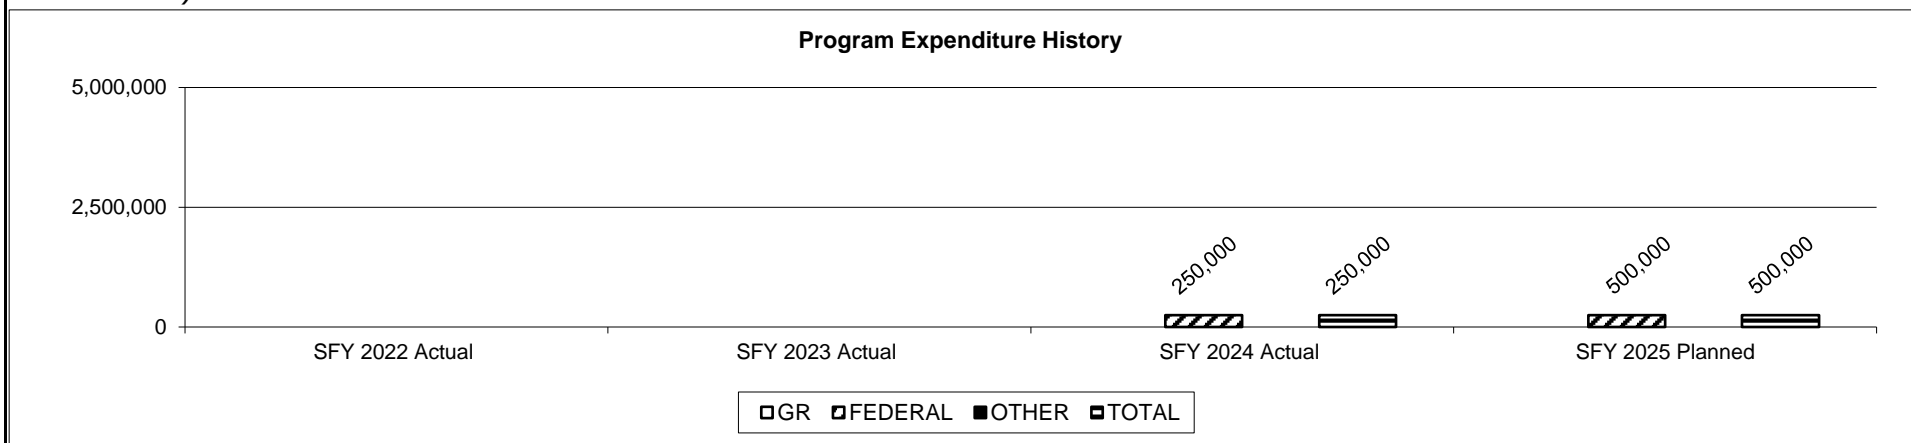 Program Expenditure History
5,000,000
2,500,000
0
250,000
250,000
500,000
500,000
SFY 2022 Actual
SFY 2023 Actual
SFY 2024 Actual
SFY 2025 Planned
GR FEDERAL OTHER TOTAL